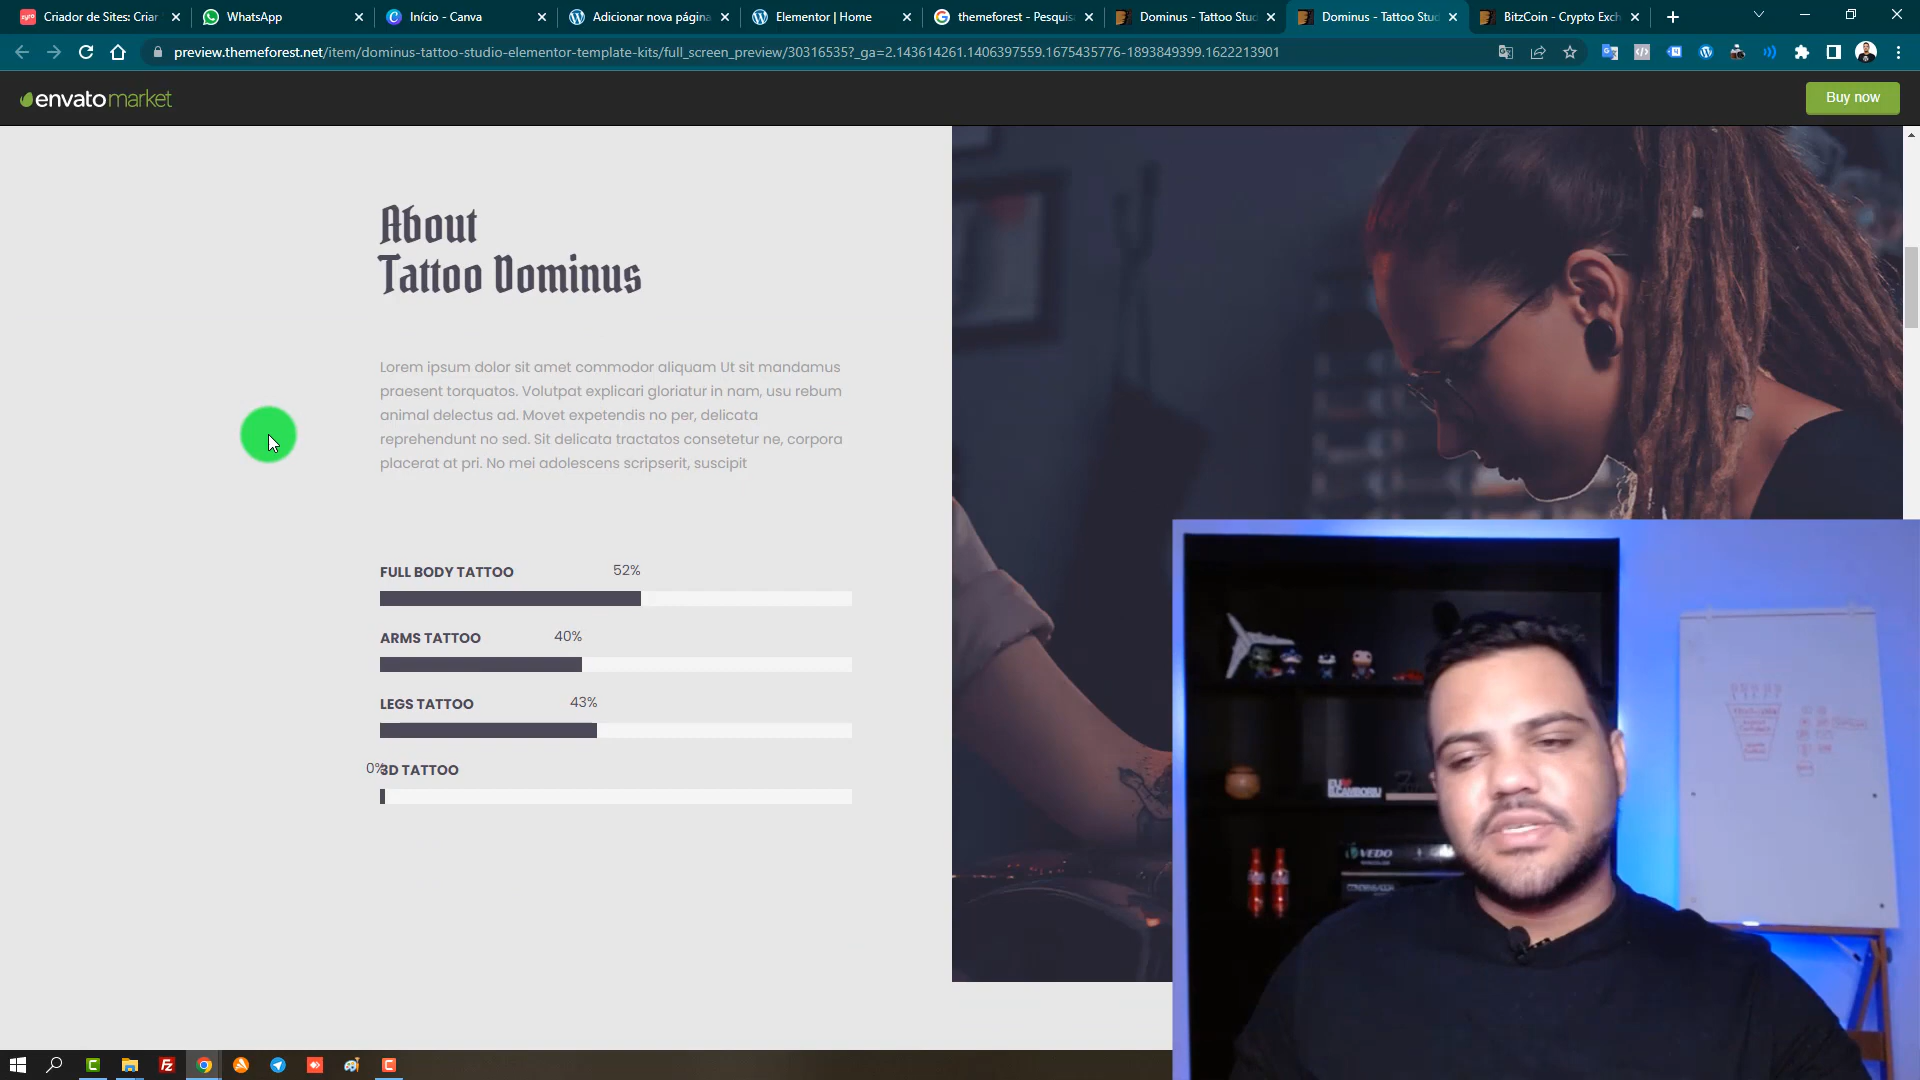 Criador de Sites: Criar
WhatsApp
Início - Canva
Adicionar nova página
Elementor | Home
themeforest - Pesquis
Dominus - Tattoo Stu
Dominus - Tattoo Stud
BitzCoin - Crypto Exch
preview.themeforest.net/item/dominus-tattoo-studio-elementor-template-kits/full_screen_preview/30316535?_ga=2.143614261.1406397559.1675435776-1893849399.1622213901
envatomarket
Buy now
About
Tattoo Dominus
Lorem ipsum dolor sit amet commodor aliquam Ut sit mandamus
praesent torquatos. Volutpat explicari gloriatur in nam, usu rebum
animal delectus ad. Movet expetendis no per, delicata
reprehendunt no sed. Sit delicata tractatos consetetur ne, corpora
placerat at pri. No mei adolescens scripserit, suscipit
FULL BODY TATTOO 52%
ARMS TATTOO 40%
LEGS TATTOO 43%
0% 3D TATTOO
VEDO